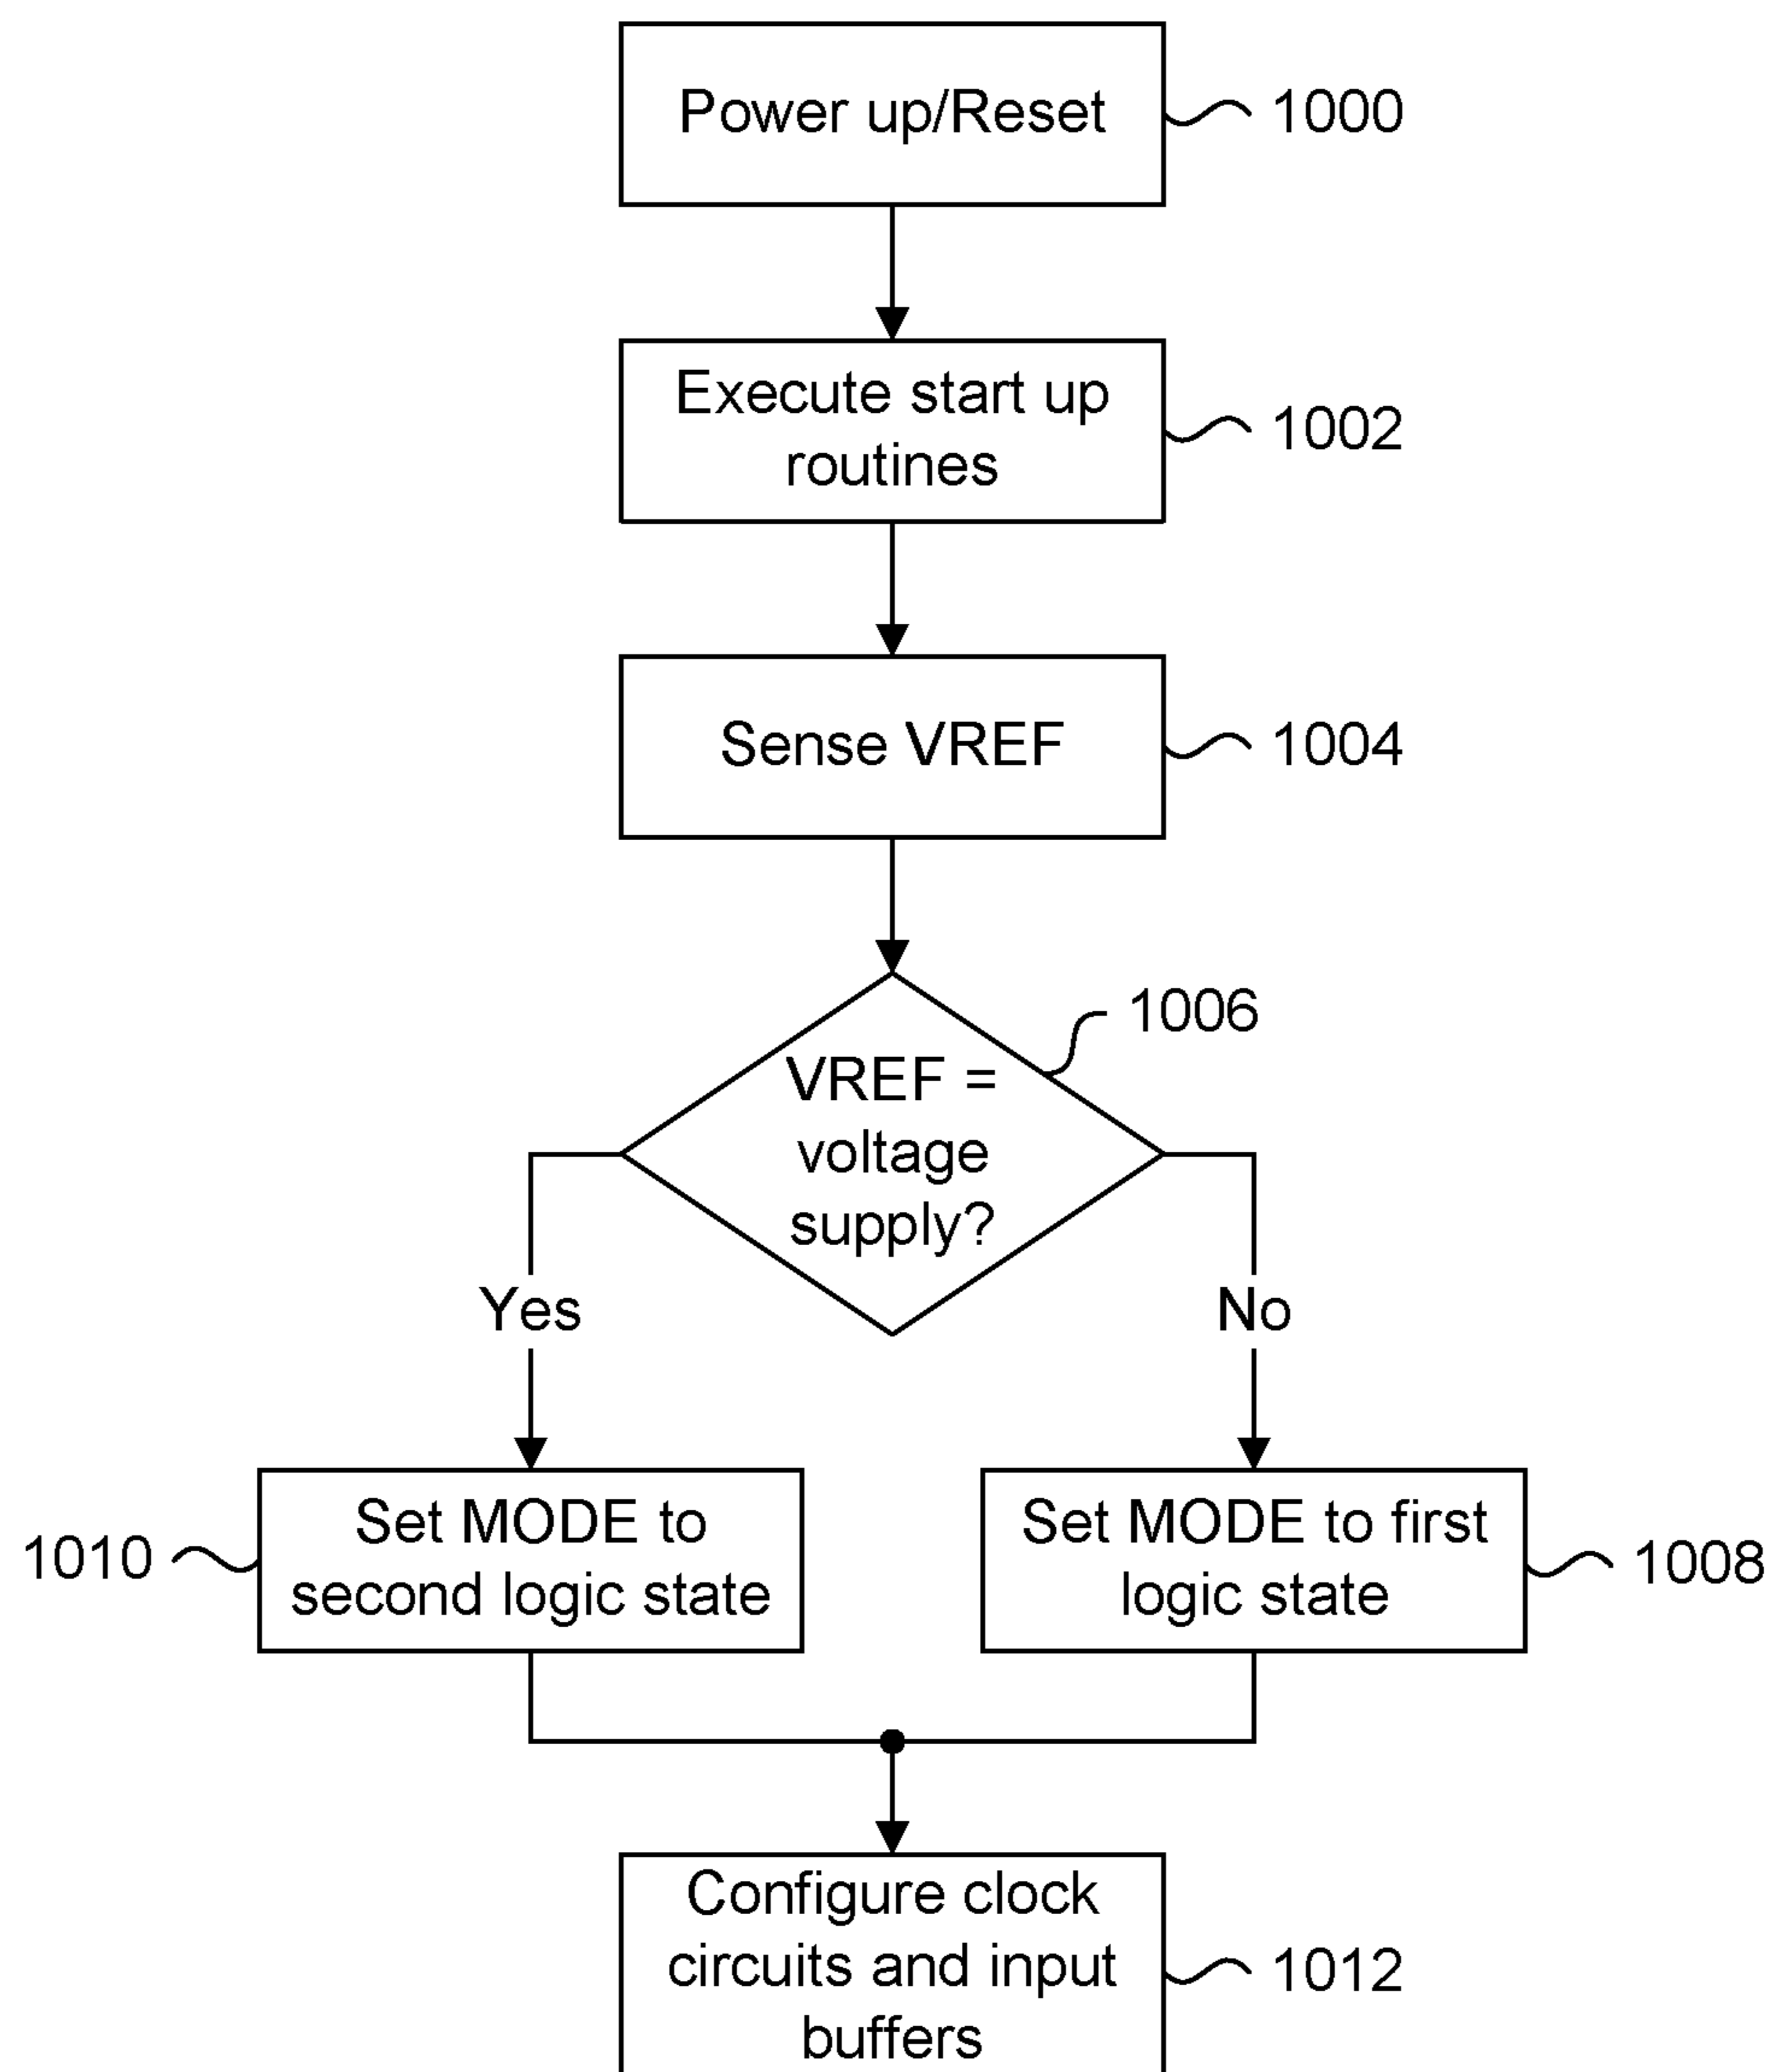 Power up/Reset
1000
Execute start up
routines
1002
Sense VREF
1004
1006
VREF =
voltage
supply?
Yes
No
1010
Set MODE to
second logic state
Set MODE to first
logic state
1008
Configure clock
circuits and input
buffers
1012